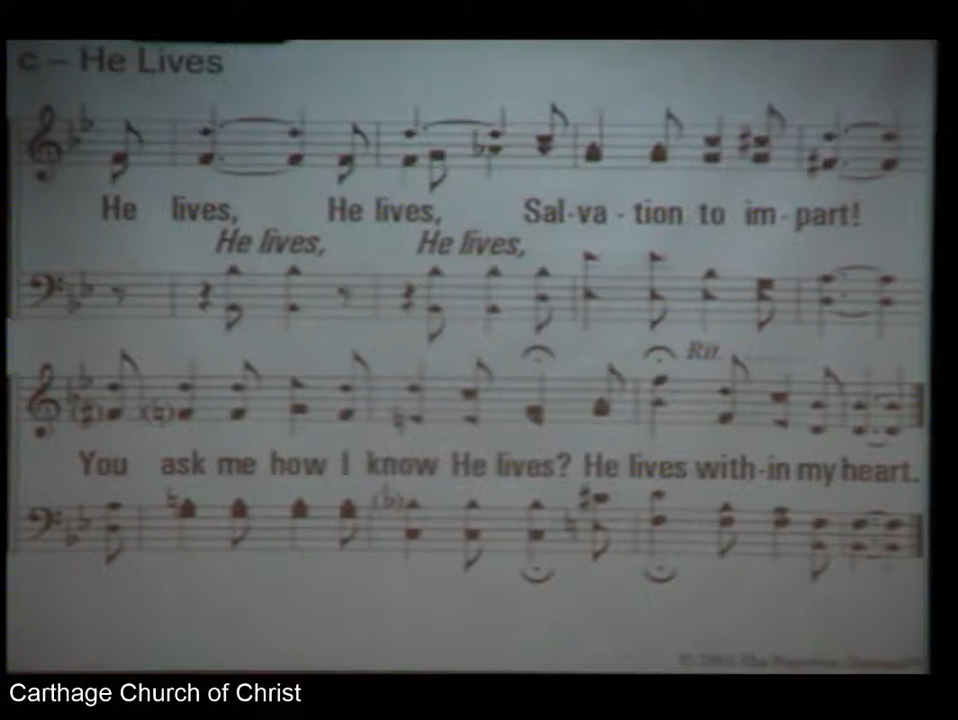 c – He Lives
He lives, He lives, Sal-va - tion to im - part!
He lives, He lives,
Rit.
You ask me how I know He lives? He lives with-in my heart.
Carthage Church of Christ